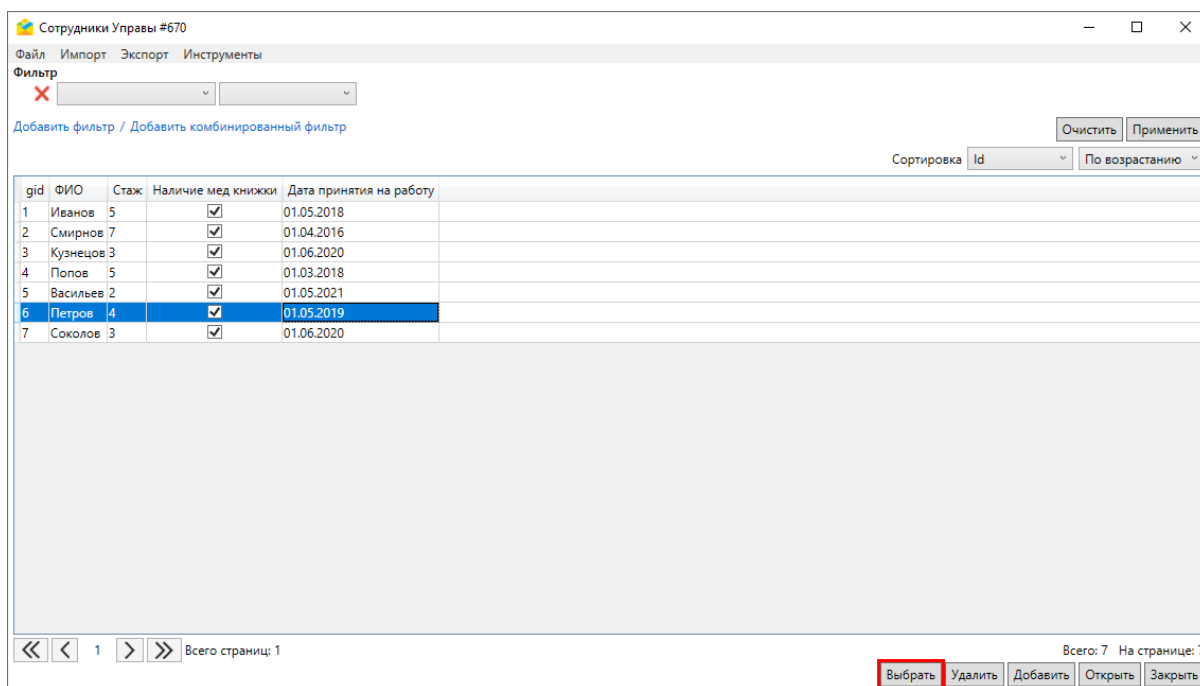 Сотрудники Управы #670
Файл Импорт Экспорт Инструменты
Фильтр
Добавить фильтр / Добавить комбинированный фильтр
Очистить Применить
Сортировка Id По возрастанию
gid ФИО Стаж Наличие мед книжки Дата принятия на работу
1 Иванов 5 01.05.2018
2 Смирнов 7 01.04.2016
3 Кузнецов 3 01.06.2020
4 Попов 5 01.03.2018
5 Васильев 2 01.05.2021
6 Петров 4 01.05.2019
7 Соколов 3 01.06.2020
1 Всего страниц: 1
Всего: 7 На странице: 7
Выбрать Удалить Добавить Открыть Закрыть